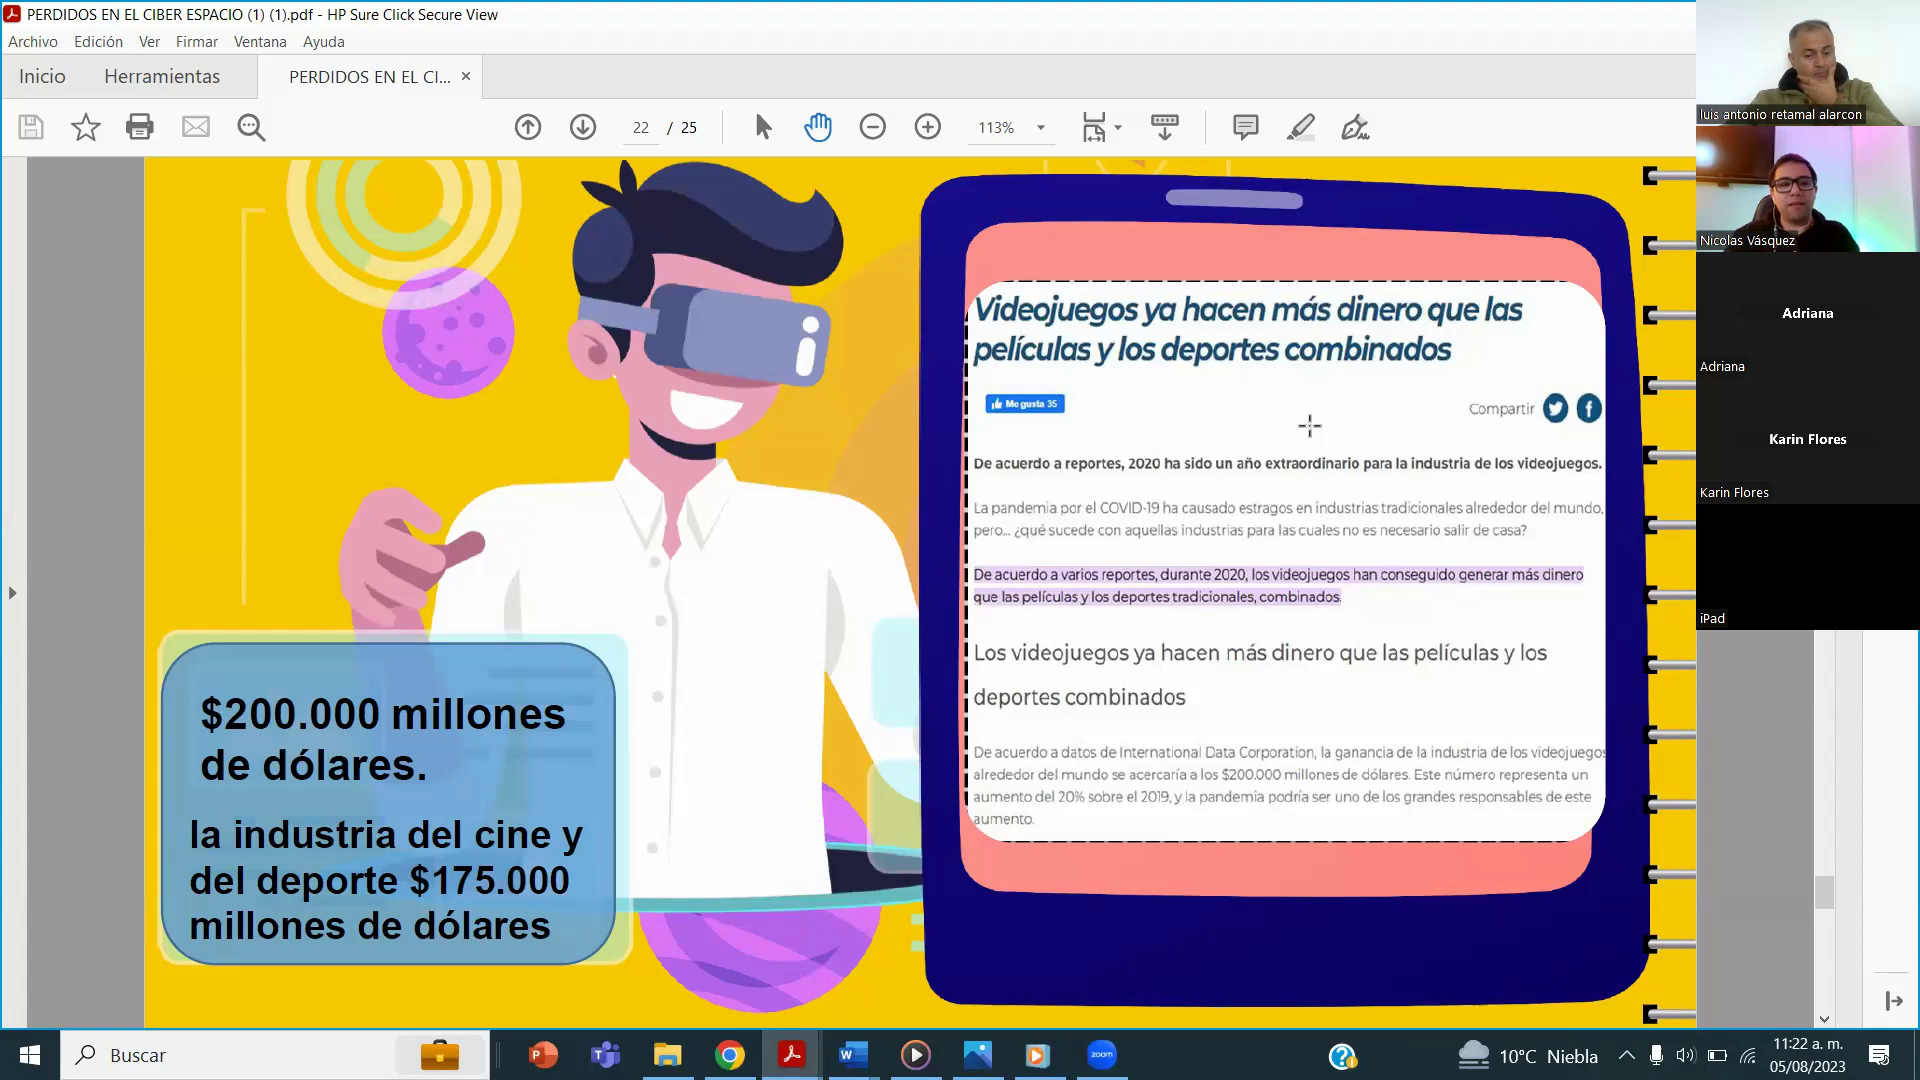 PERDIDOS EN EL CIBER ESPACIO (1) (1).pdf - HP Sure Click Secure View
Archivo Edición Ver Firmar Ventana Ayuda
Inicio Herramientas PERDIDOS EN EL CI... ×
22 / 25 113%
luis antonio retamal alarcon
Nicolas Vásquez
Adriana
Adriana
Karin Flores
Karin Flores
iPad
Videojuegos ya hacen más dinero que las
películas y los deportes combinados
Me gusta 35
Compartir
De acuerdo a reportes, 2020 ha sido un año extraordinario para la industria de los videojuegos.
La pandemia por el COVID-19 ha causado estragos en industrias tradicionales alrededor del mundo,
pero... ¿qué sucede con aquellas industrias para las cuales no es necesario salir de casa?
De acuerdo a varios reportes, durante 2020, los videojuegos han conseguido generar más dinero
que las películas y los deportes tradicionales, combinados.
Los videojuegos ya hacen más dinero que las películas y los
deportes combinados
De acuerdo a datos de International Data Corporation, la ganancia de la industria de los videojuegos
alrededor del mundo se acercaría a los $200.000 millones de dólares. Este número representa un
aumento del 20% sobre el 2019, y la pandemia podría ser uno de los grandes responsables de este
aumento.
$200.000 millones
de dólares.
la industria del cine y
del deporte $175.000
millones de dólares
Buscar
zoom
10°C Niebla
11:22 a. m.
05/08/2023